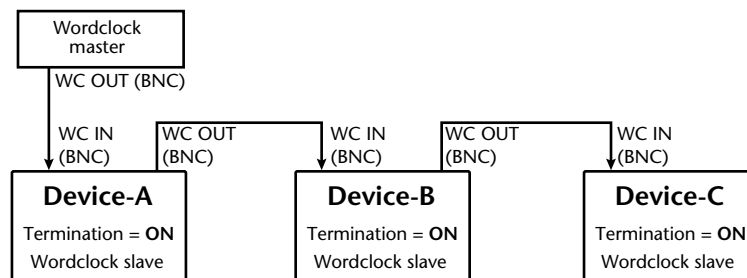 Wordclock
master
WC OUT (BNC)
WC IN
(BNC)
WC OUT
(BNC)
WC IN
(BNC)
WC OUT
(BNC)
WC IN
(BNC)
Device-A
Termination = ON
Wordclock slave
Device-B
Termination = ON
Wordclock slave
Device-C
Termination = ON
Wordclock slave